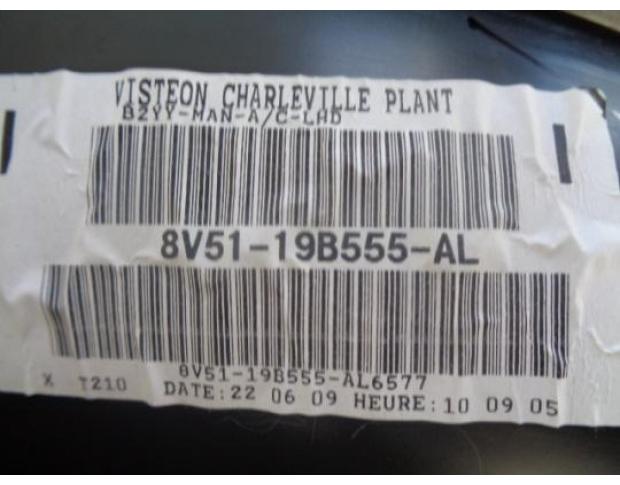 VISTEON CHARLEVILLE PLANT
B2YY-MAN-A/C-LHD
8V51-19B555-AL
8V51-19B555-AL6577
X T210 DATE:22 06 09 HEURE:10 09 05